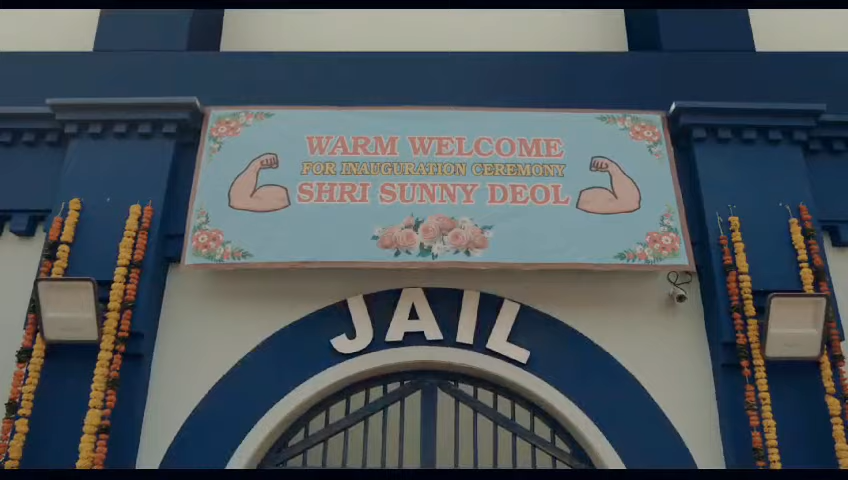 WARM WELCOME
FOR INAUGURATION CEREMONY
SHRI SUNNY DEOL
JAIL